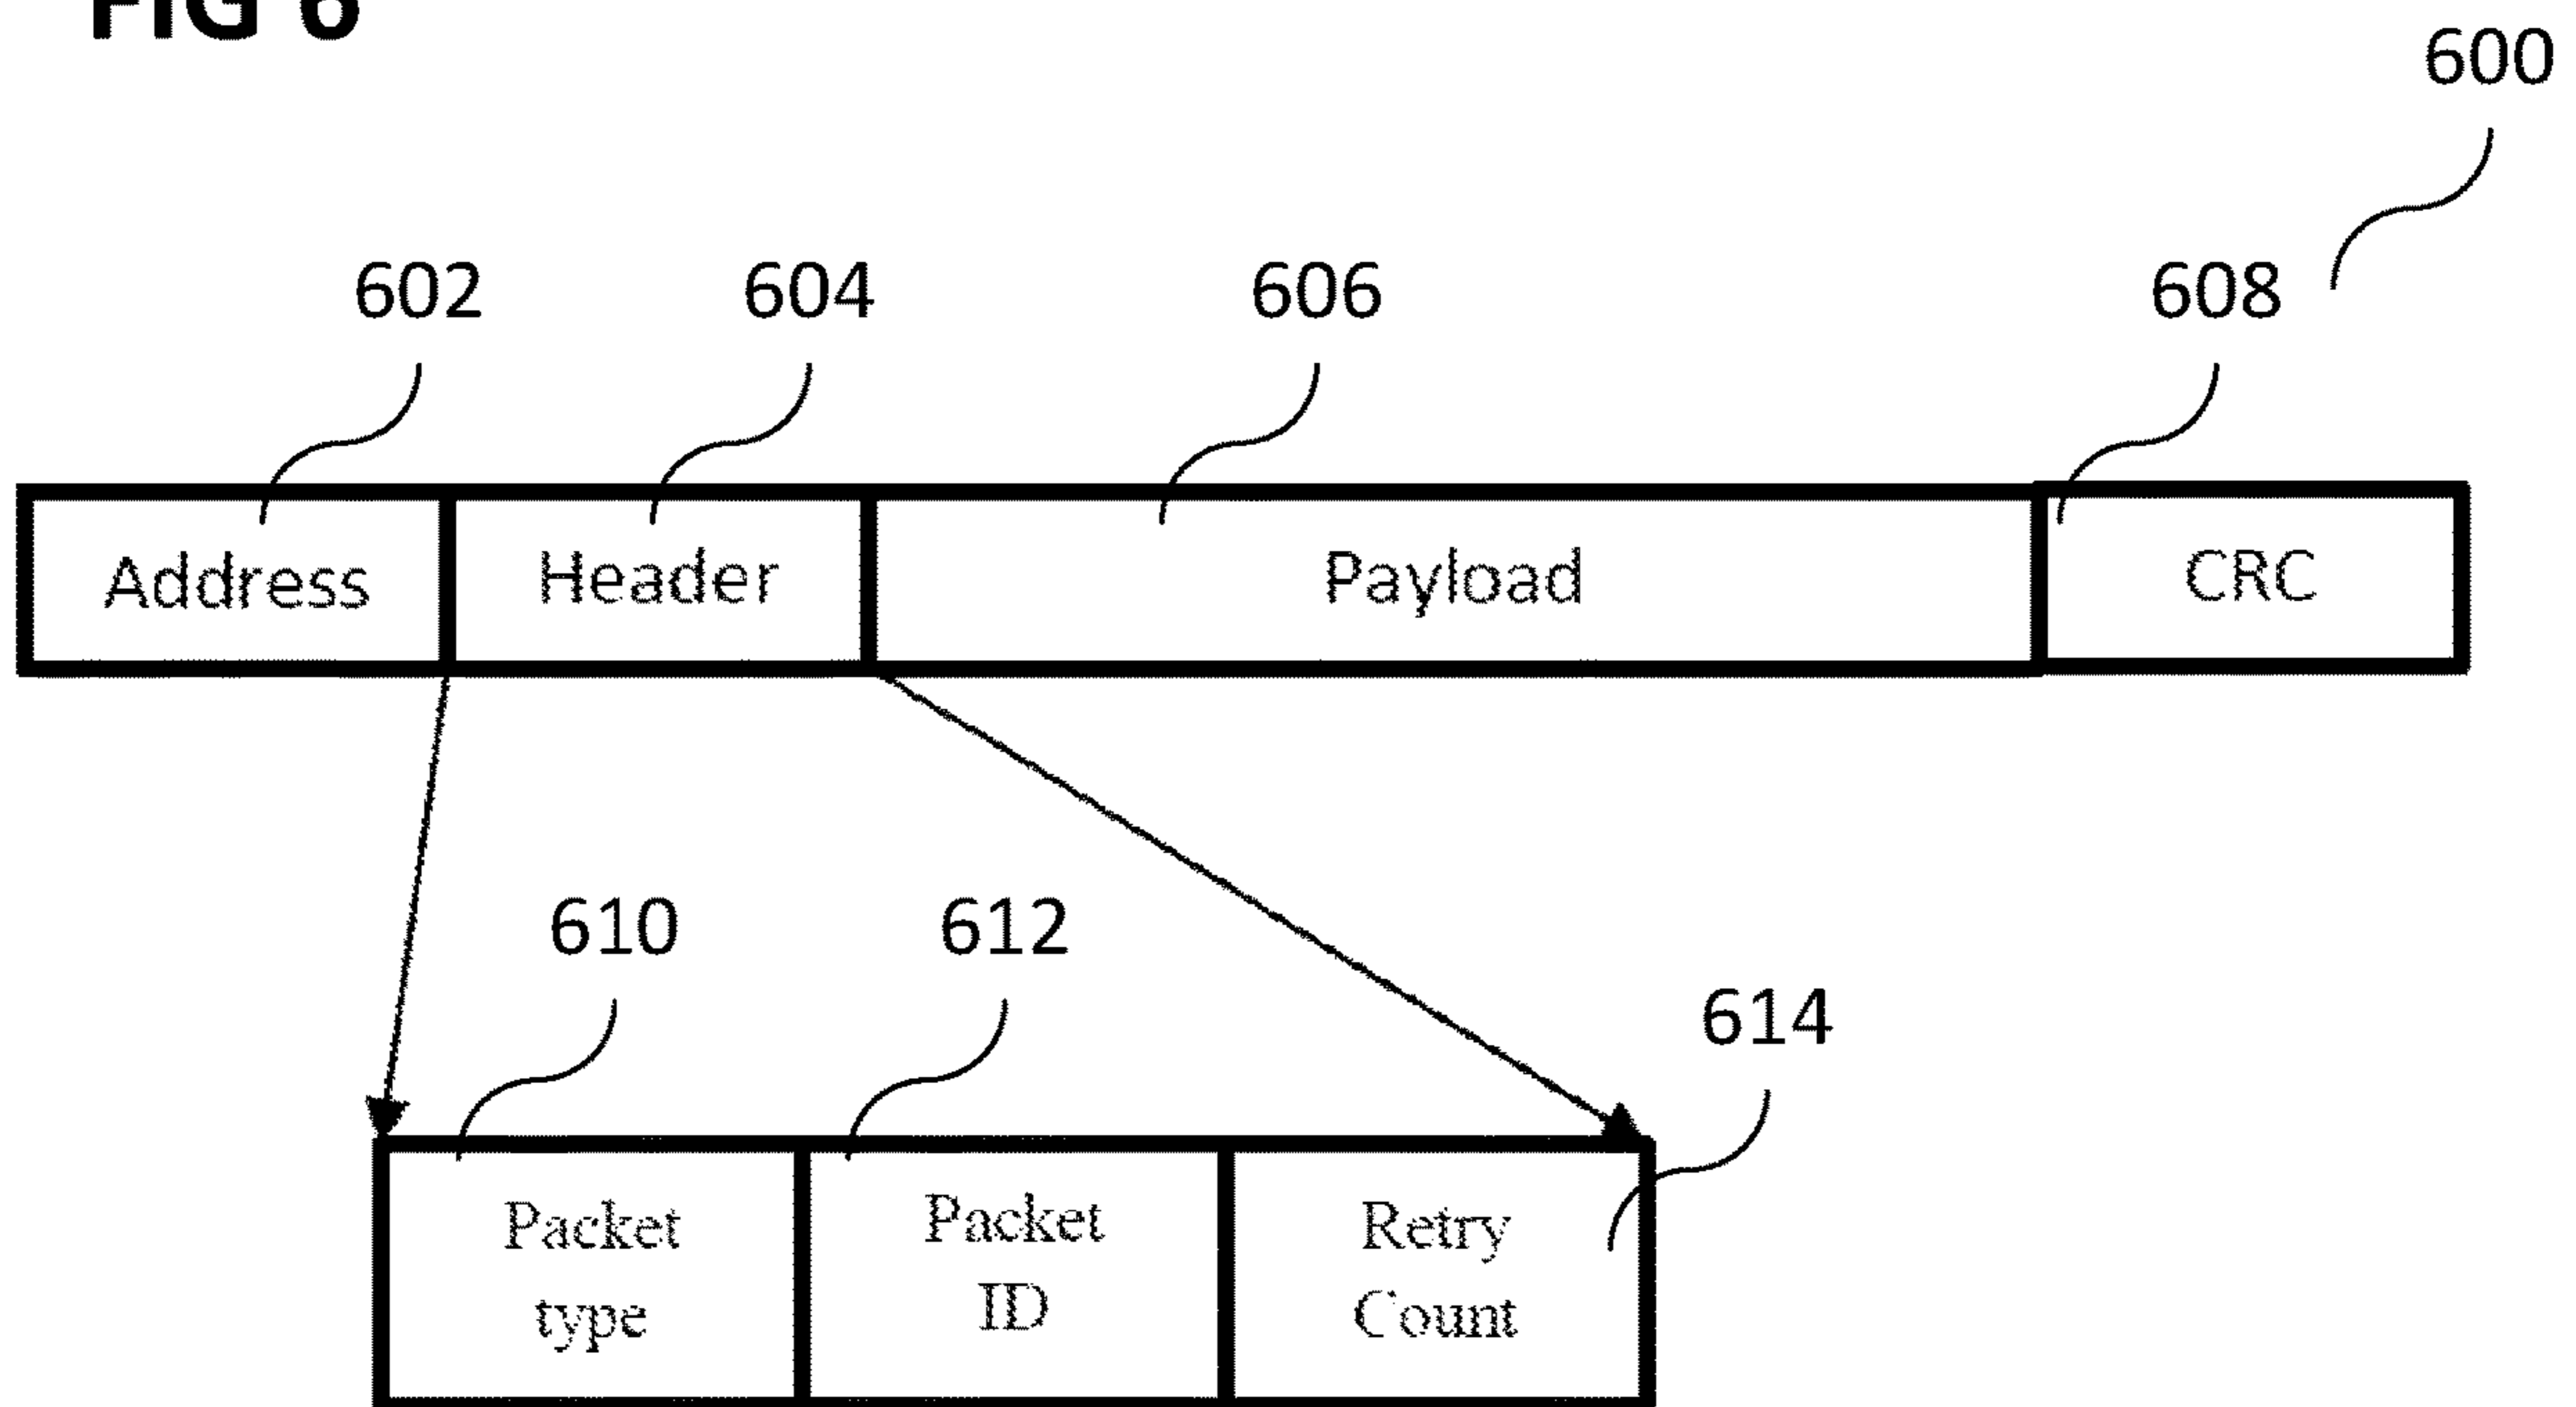 FIG 6
600
602 604 606 608
Address Header Payload CRC
610 612
614
Packet type
Packet ID
Retry Count